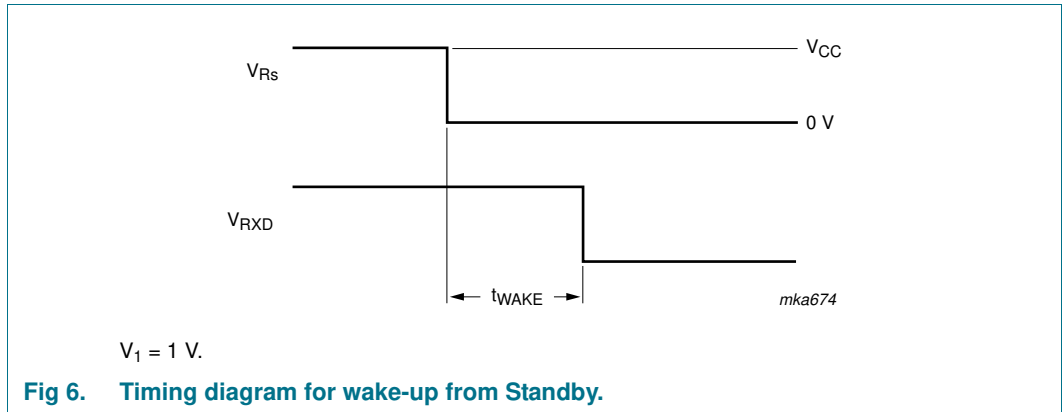 V_CC
V_Rs
0 V
V_RXD
t_WAKE
mka674
V_1 = 1 V.
Fig 6. Timing diagram for wake-up from Standby.